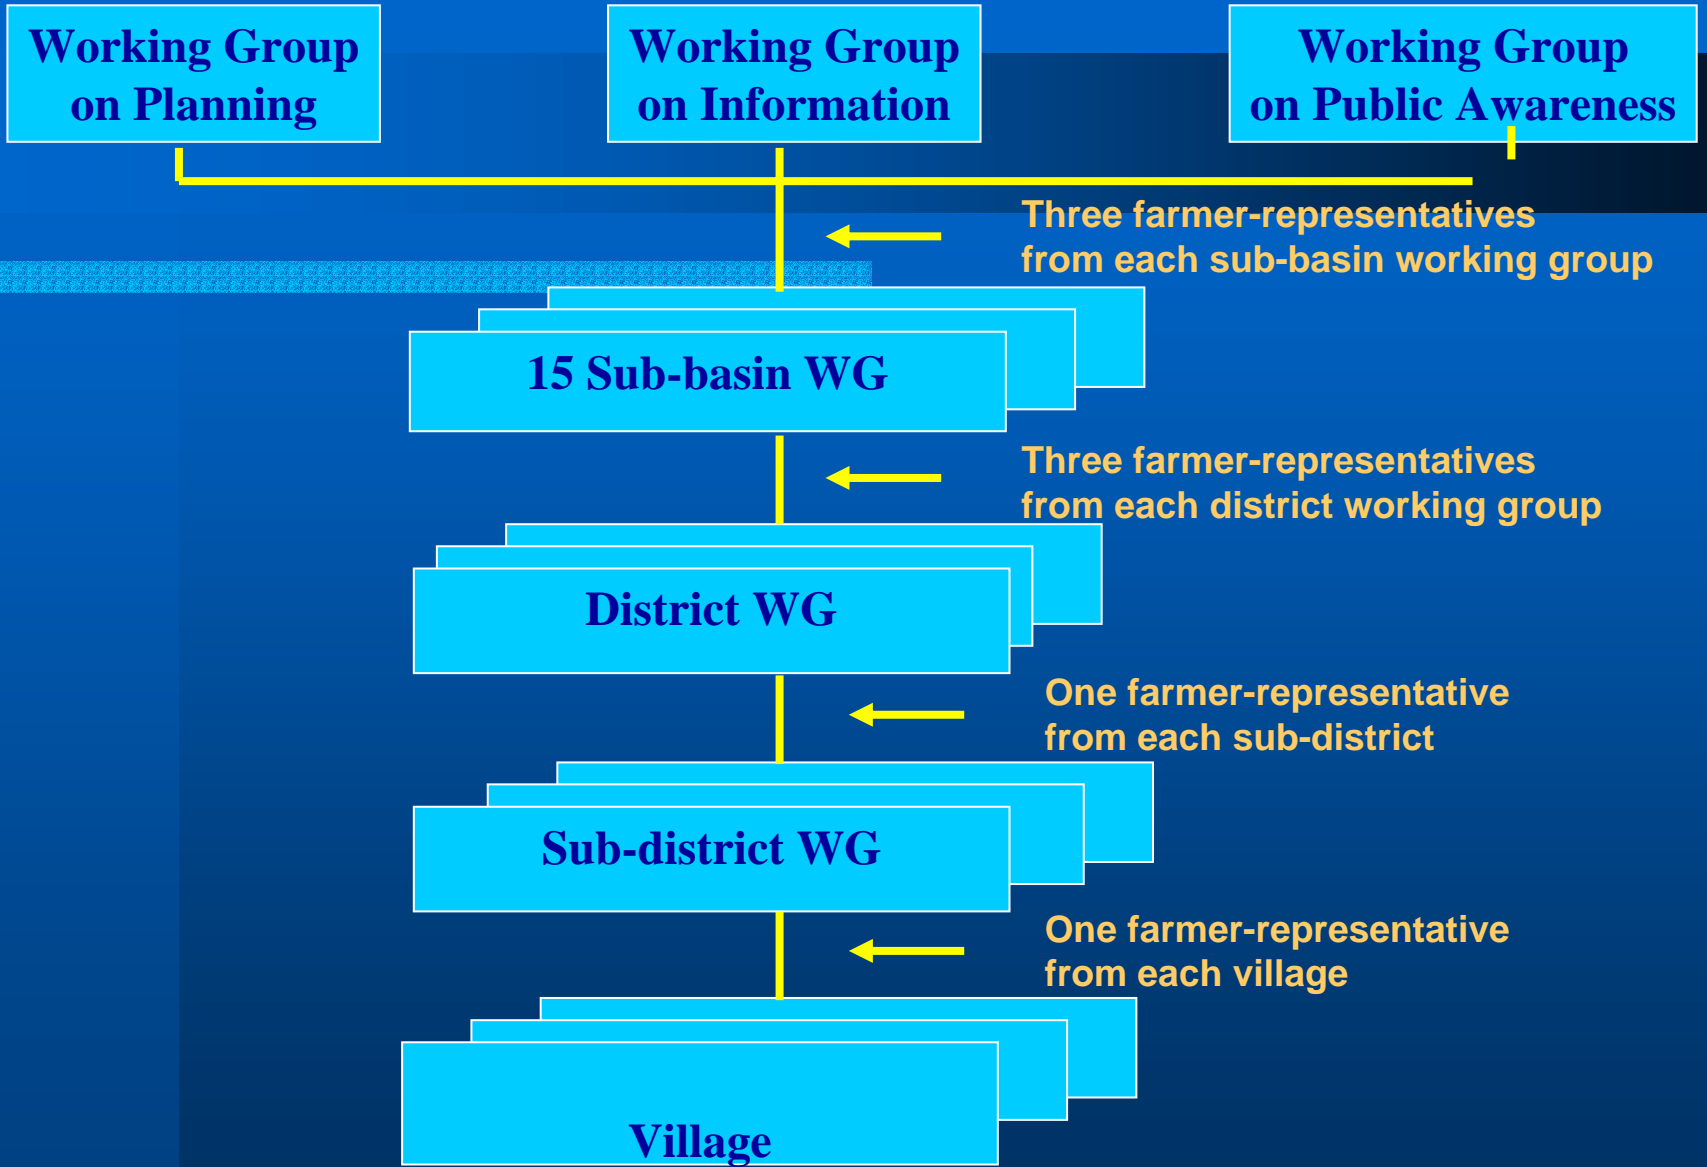 Working Group
on Planning
Working Group
on Information
Working Group
on Public Awareness
Three farmer-representatives
from each sub-basin working group
15 Sub-basin WG
Three farmer-representatives
from each district working group
District WG
One farmer-representative
from each sub-district
Sub-district WG
One farmer-representative
from each village
Village